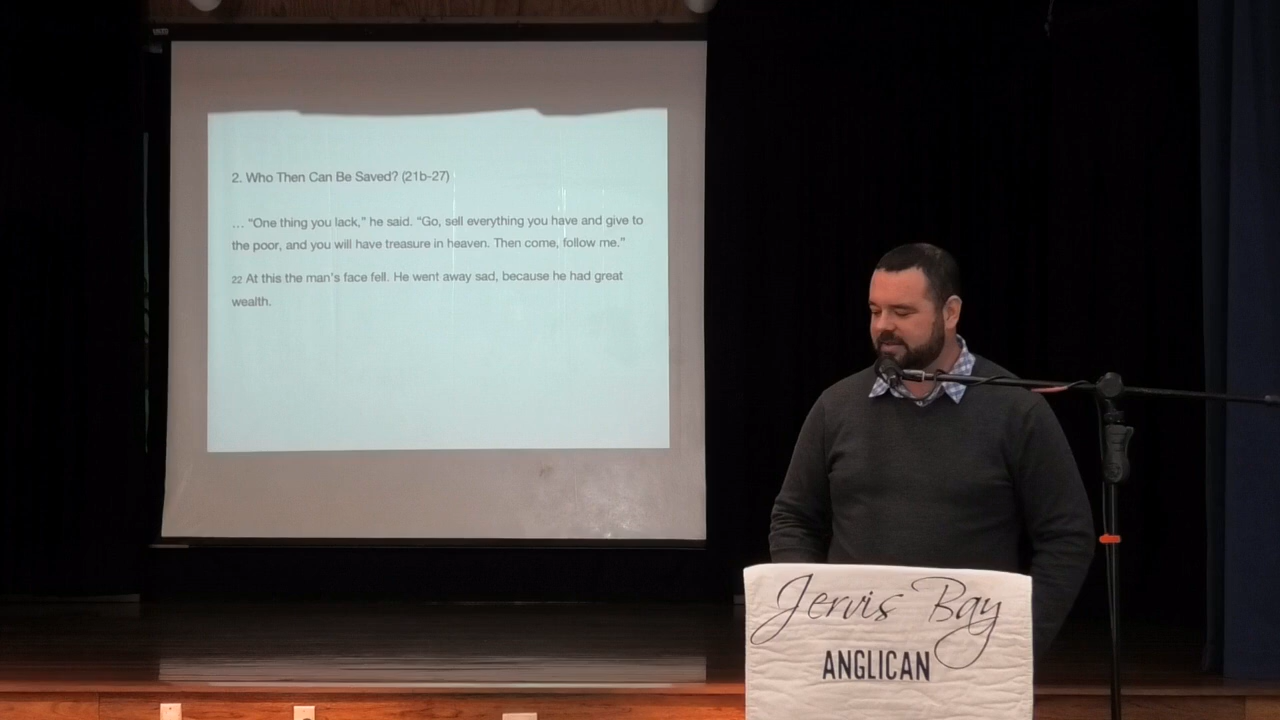 2. Who Then Can Be Saved? (21b-27)
… “One thing you lack,” he said. “Go, sell everything you have and give to
the poor, and you will have treasure in heaven. Then come, follow me.”
22 At this the man's face fell. He went away sad, because he had great
wealth.
Jervis Bay
ANGLICAN